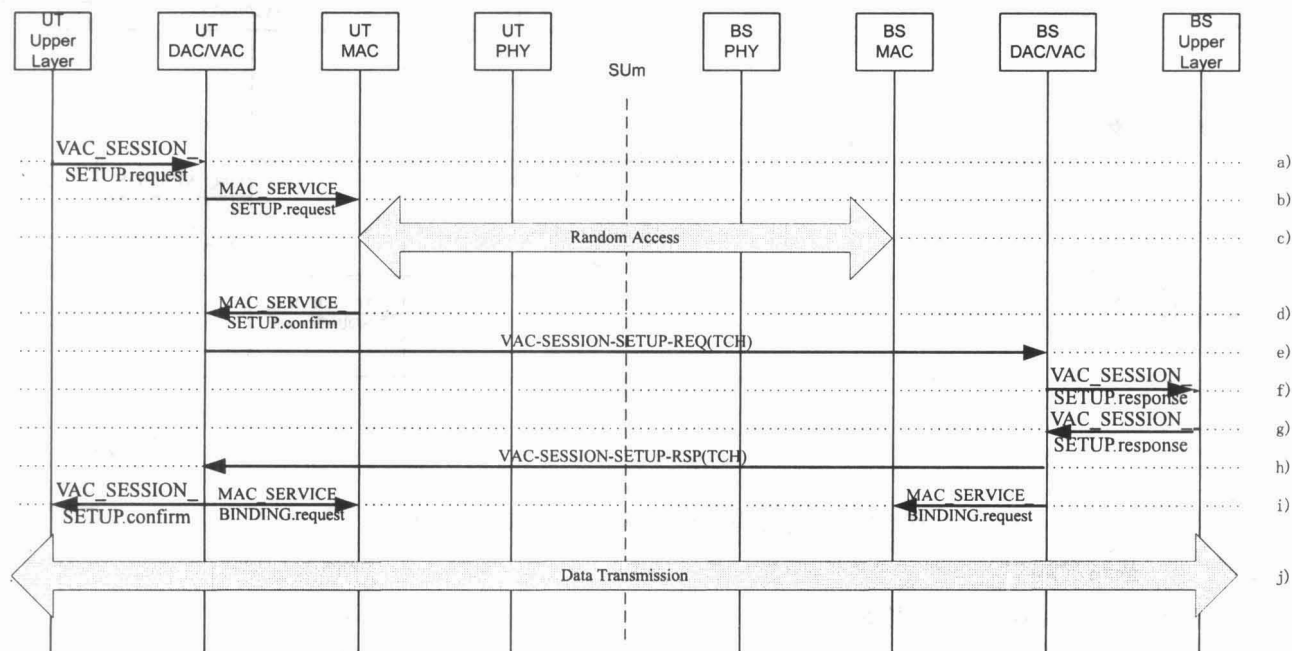 UT
Upper
Layer
UT
DAC/VAC
UT
MAC
UT
PHY
SUm
BS
PHY
BS
MAC
BS
DAC/VAC
BS
Upper
Layer
VAC_SESSION_
SETUP.request
a)
MAC_SERVICE_
SETUP.request
b)
Random Access
c)
MAC_SERVICE_
SETUP.confirm
d)
VAC-SESSION-SETUP-REQ(TCH)
e)
VAC_SESSION_
SETUP.response
f)
VAC_SESSION_
SETUP.response
g)
VAC-SESSION-SETUP-RSP(TCH)
h)
VAC_SESSION_
SETUP.confirm
MAC_SERVICE_
BINDING.request
MAC_SERVICE_
BINDING.request
i)
Data Transmission
j)